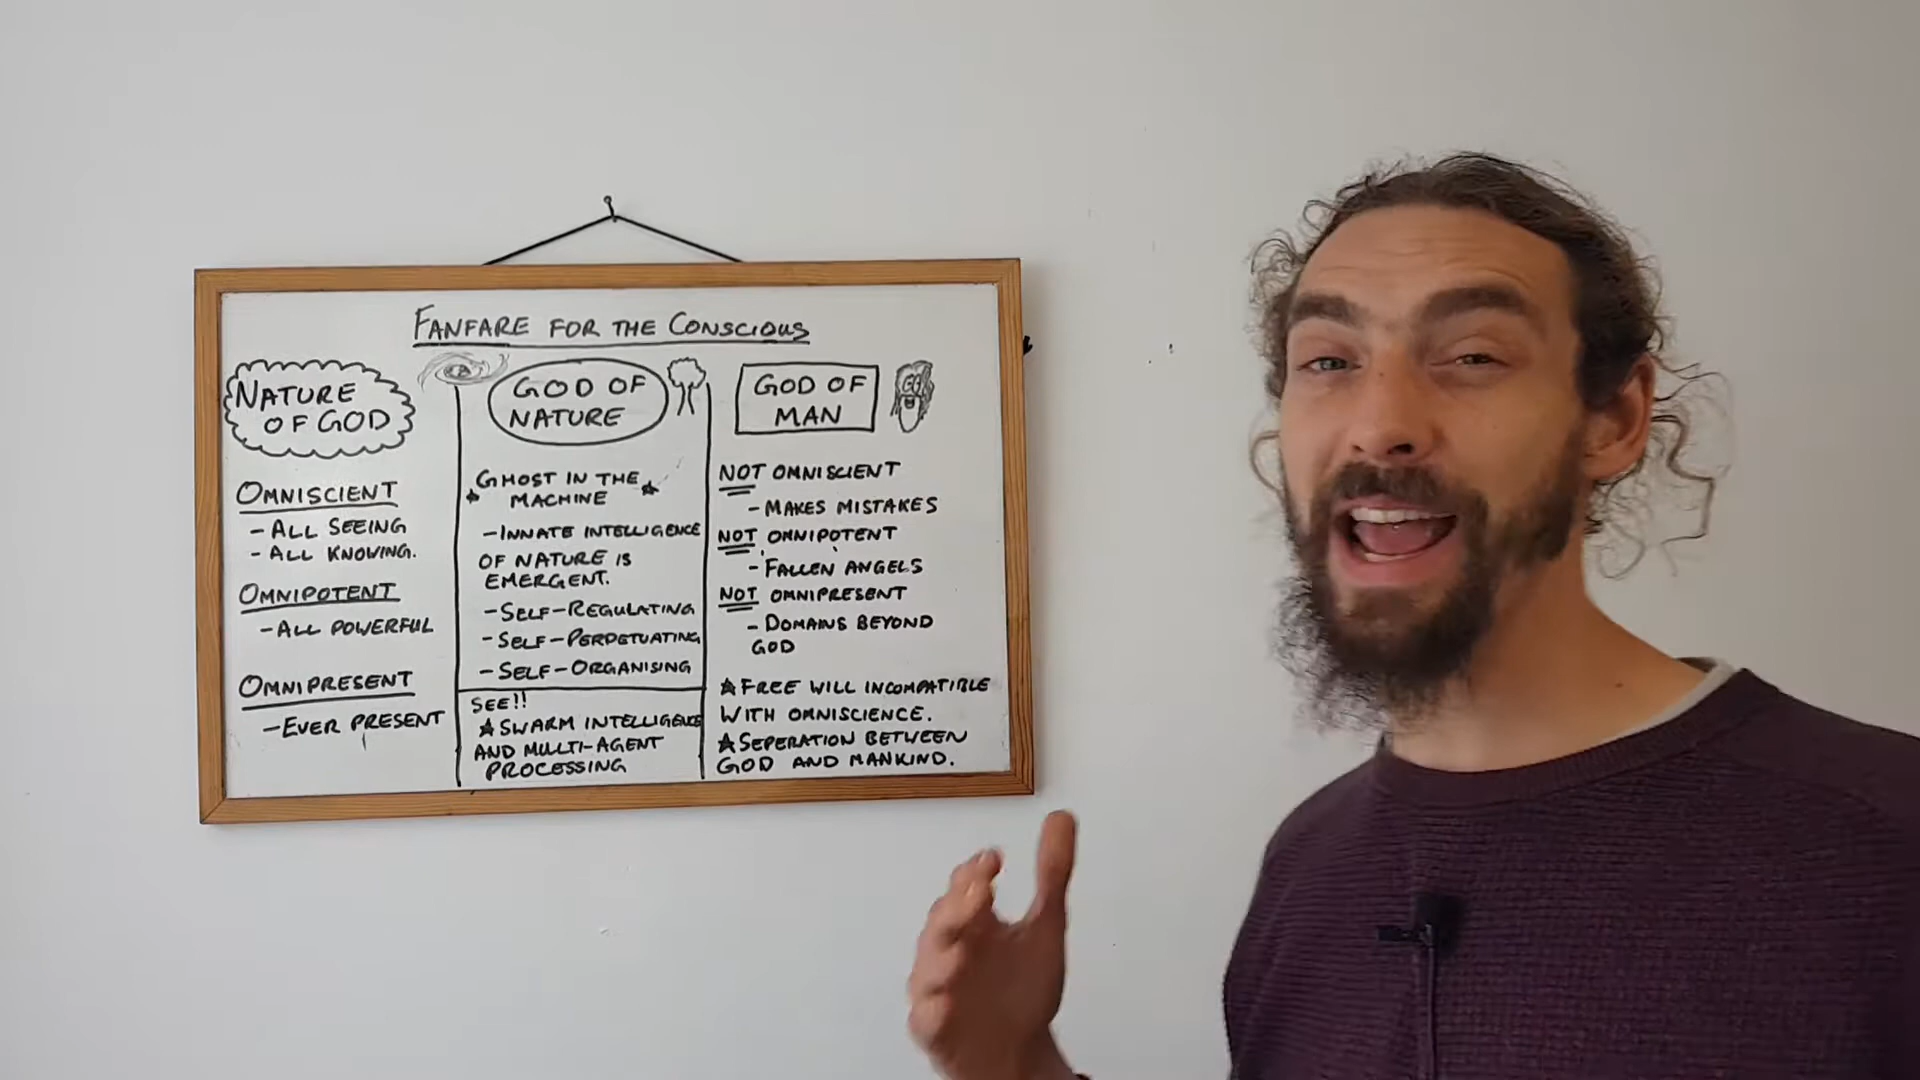 FANFARE FOR THE CONSCIOUS
NATURE
OF GOD
OMNISCIENT
- ALL SEEING
- ALL KNOWING.
OMNIPOTENT
- ALL POWERFUL
OMNIPRESENT
- EVER PRESENT
GOD OF
NATURE
GHOST IN THE
MACHINE
- INNATE INTELLIGENCE
OF NATURE IS
EMERGENT.
- SELF-REGULATING
- SELF-PERPETUATING
- SELF-ORGANISING
SEE!!
★ SWARM INTELLIGENCE
AND MULTI-AGENT
PROCESSING
GOD OF
MAN
NOT OMNISCIENT
- MAKES MISTAKES
NOT OMNIPOTENT
- FALLEN ANGELS
NOT OMNIPRESENT
- DOMAINS BEYOND
GOD
★ FREE WILL INCOMPATIBLE
WITH OMNISCIENCE.
★ SEPERATION BETWEEN
GOD AND MANKIND.